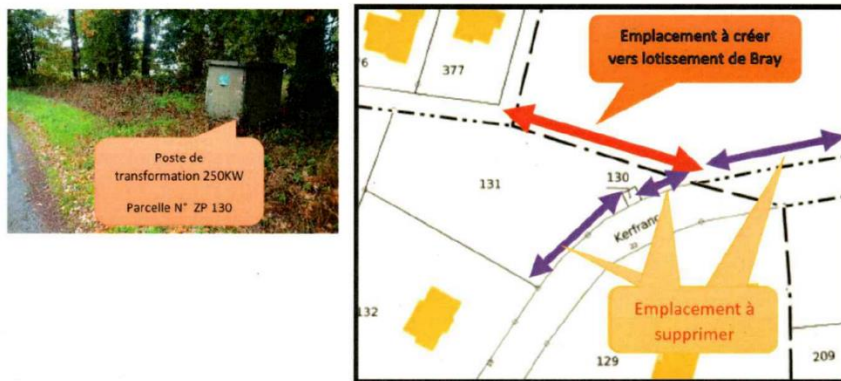 Poste de
transformation 250KW
Parcelle N° ZP 130
Emplacement à créer
vers lotissement de Bray
377
131
130
132
129
209
Emplacement à
supprimer